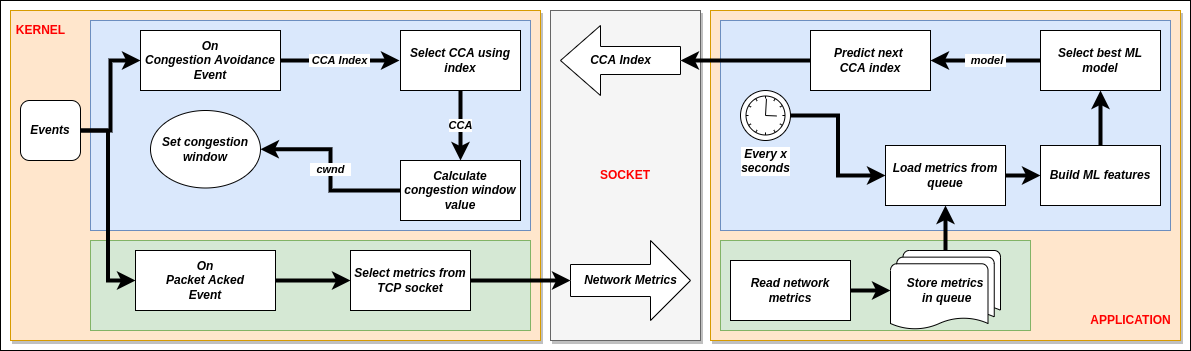 KERNEL
Events
On
Congestion Avoidance
Event
CCA Index
Select CCA using
index
CCA
Calculate
congestion window
value
cwnd
Set congestion
window
On
Packet Acked
Event
Select metrics from
TCP socket
SOCKET
CCA Index
Network Metrics
Predict next
CCA index
model
Select best ML
model
Every x
seconds
Load metrics from
queue
Build ML features
Read network
metrics
Store metrics
in queue
APPLICATION